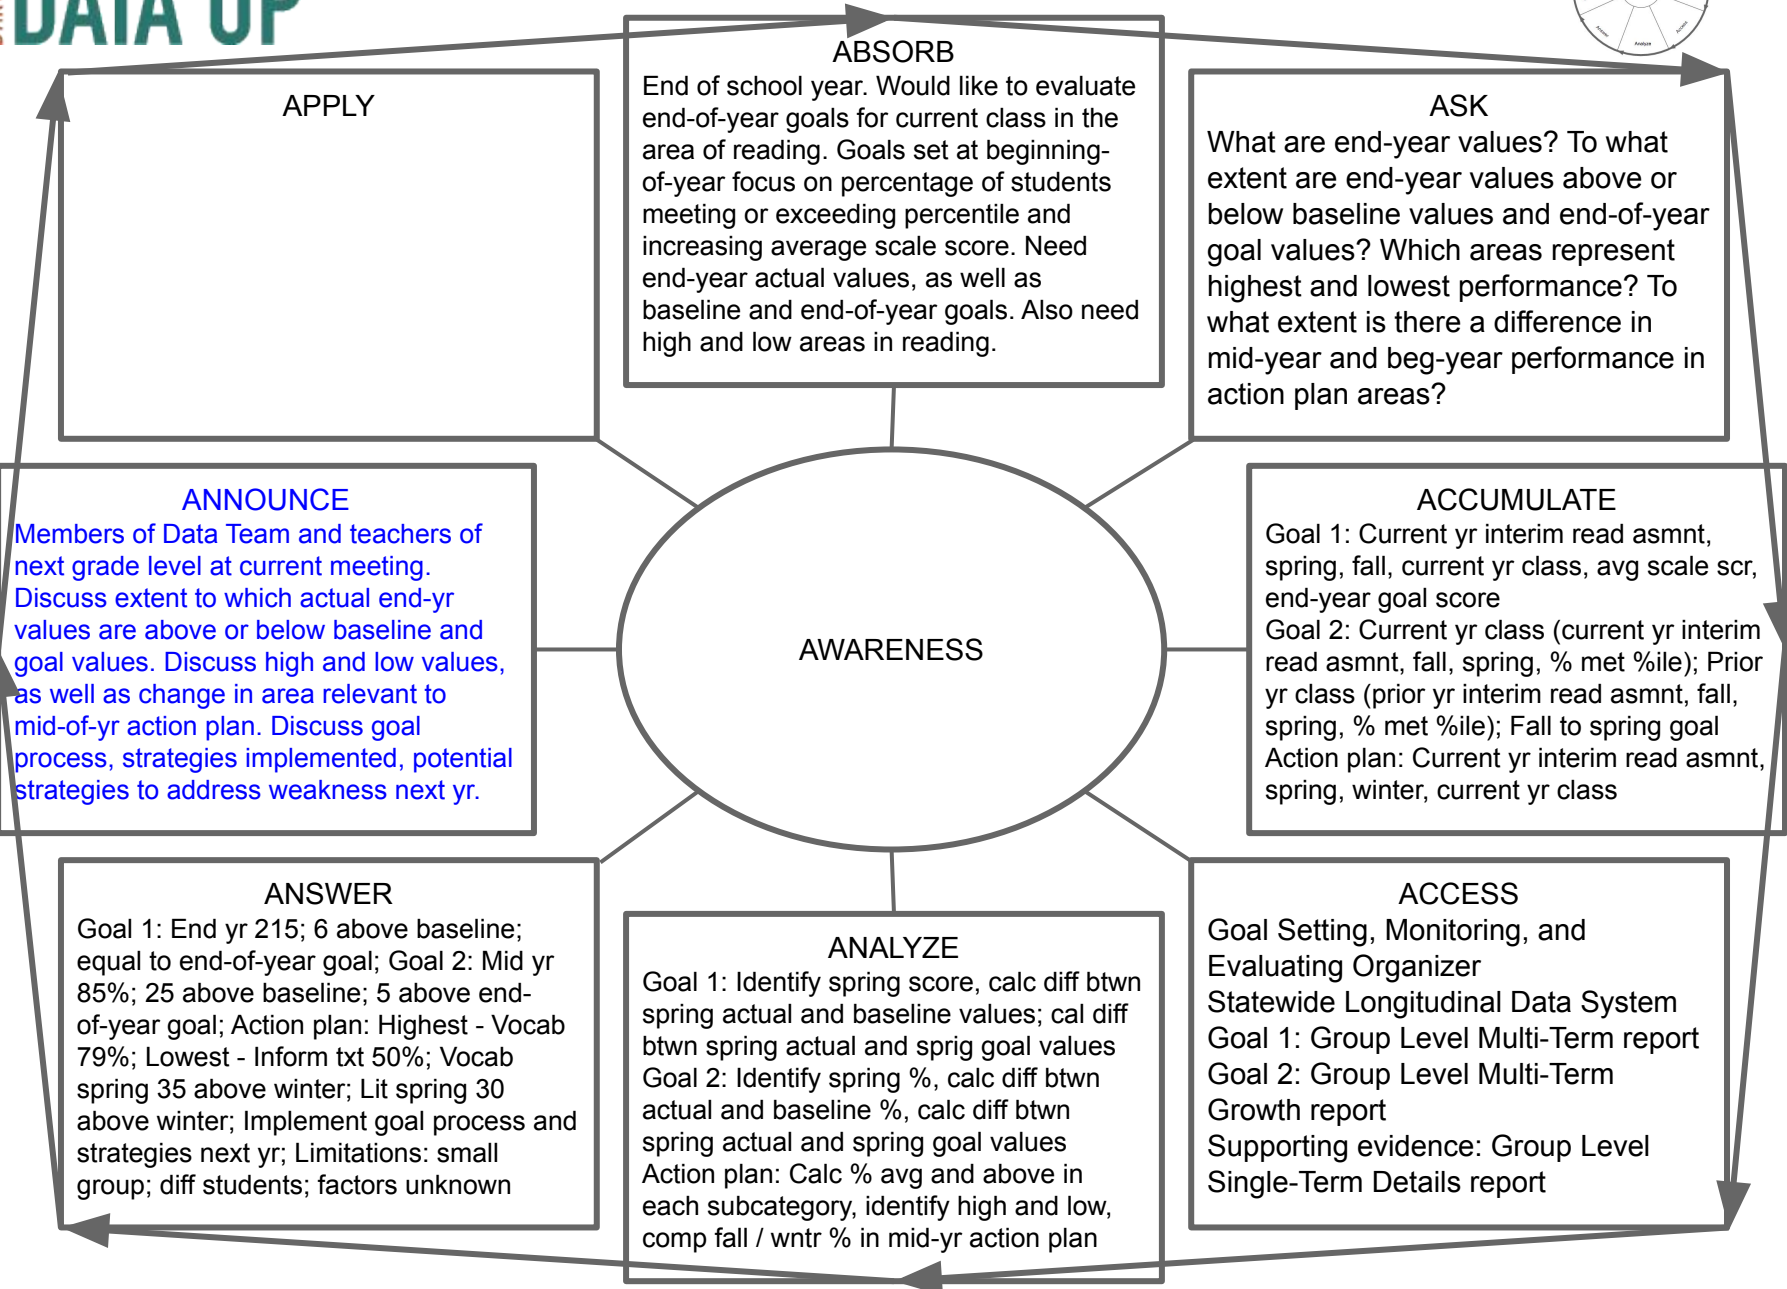 DATA UP
ABSORB
End of school year. Would like to evaluate
end-of-year goals for current class in the
area of reading. Goals set at beginning-
of-year focus on percentage of students
meeting or exceeding percentile and
increasing average scale score. Need
end-year actual values, as well as
baseline and end-of-year goals. Also need
high and low areas in reading.
ASK
What are end-year values? To what
extent are end-year values above or
below baseline values and end-of-year
goal values? Which areas represent
highest and lowest performance? To
what extent is there a difference in
mid-year and beg-year performance in
action plan areas?
ACCUMULATE
Goal 1: Current yr interim read asmnt,
spring, fall, current yr class, avg scale scr,
end-year goal score
Goal 2: Current yr class (current yr interim
read asmnt, fall, spring, % met %ile); Prior
yr class (prior yr interim read asmnt, fall,
spring, % met %ile); Fall to spring goal
Action plan: Current yr interim read asmnt,
spring, winter, current yr class
ACCESS
Goal Setting, Monitoring, and
Evaluating Organizer
Statewide Longitudinal Data System
Goal 1: Group Level Multi-Term report
Goal 2: Group Level Multi-Term
Growth report
Supporting evidence: Group Level
Single-Term Details report
ANALYZE
Goal 1: Identify spring score, calc diff btwn
spring actual and baseline values; cal diff
btwn spring actual and sprig goal values
Goal 2: Identify spring %, calc diff btwn
actual and baseline %, calc diff btwn
spring actual and spring goal values
Action plan: Calc % avg and above in
each subcategory, identify high and low,
comp fall / wntr % in mid-yr action plan
ANSWER
Goal 1: End yr 215; 6 above baseline;
equal to end-of-year goal; Goal 2: Mid yr
85%; 25 above baseline; 5 above end-
of-year goal; Action plan: Highest - Vocab
79%; Lowest - Inform txt 50%; Vocab
spring 35 above winter; Lit spring 30
above winter; Implement goal process and
strategies next yr; Limitations: small
group; diff students; factors unknown
ANNOUNCE
Members of Data Team and teachers of
next grade level at current meeting.
Discuss extent to which actual end-yr
values are above or below baseline and
goal values. Discuss high and low values,
as well as change in area relevant to
mid-of-yr action plan. Discuss goal
process, strategies implemented, potential
strategies to address weakness next yr.
APPLY
AWARENESS
Analyze